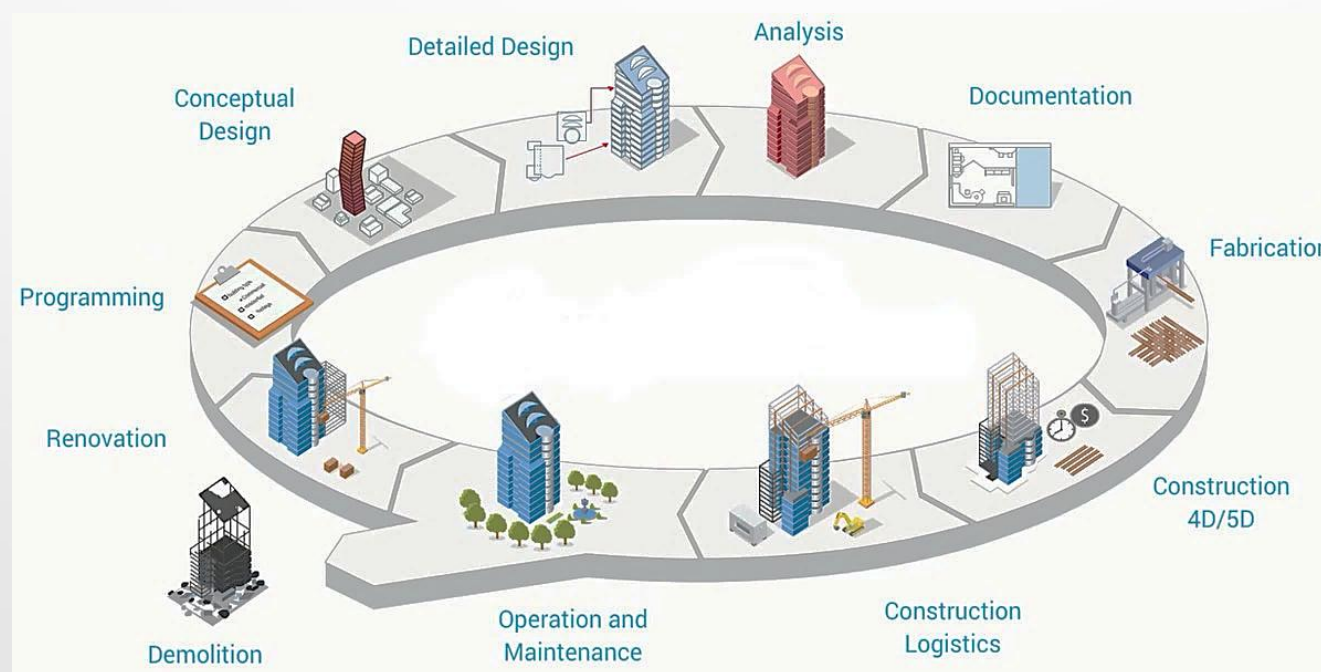 Detailed Design
Analysis
Conceptual
Design
Documentation
Fabrication
Programming
Renovation
Construction
4D/5D
$
Operation and
Maintenance
Construction
Logistics
Demolition